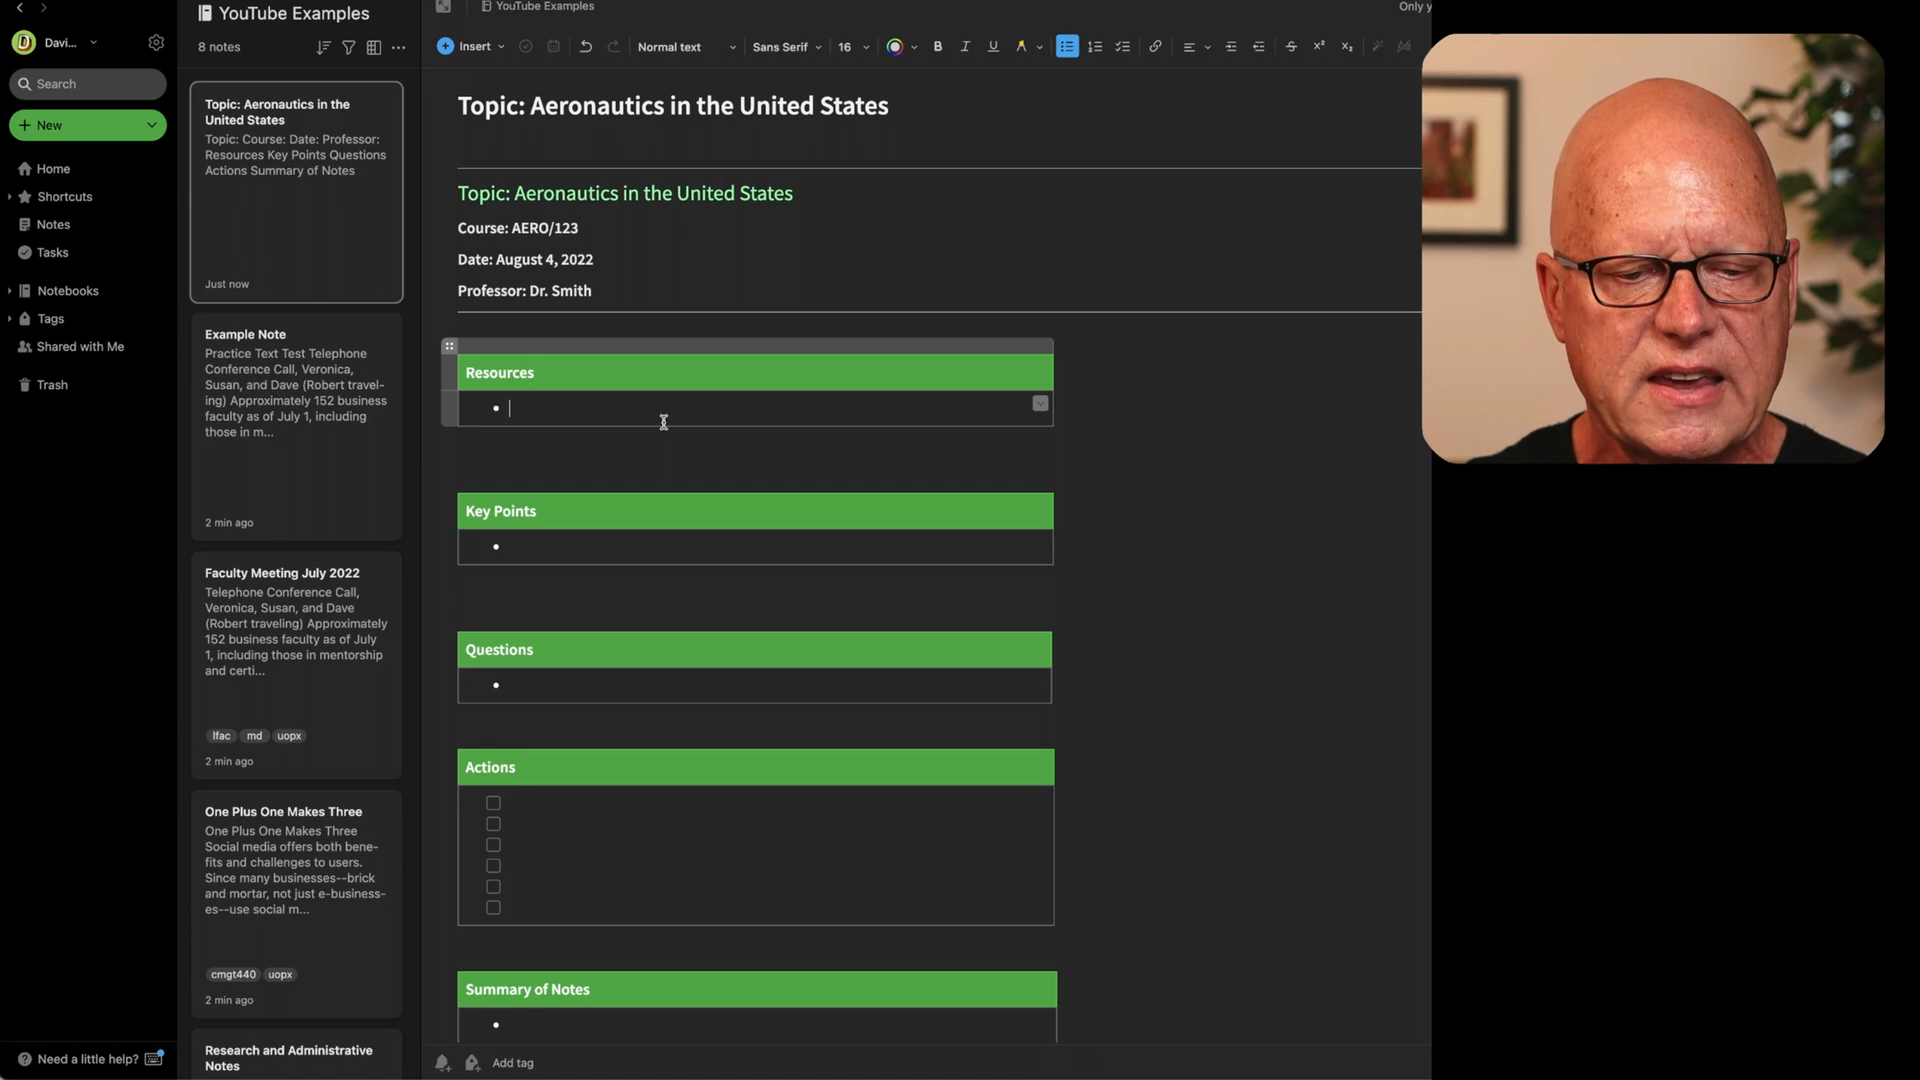 YouTube Examples
YouTube Examples
Only y
Davi...
8 notes
Insert
Normal text
Sans Serif
16
Search
New
Home
Shortcuts
Notes
Tasks
Notebooks
Tags
Shared with Me
Trash
Need a little help?
Topic: Aeronautics in the
United States
Topic: Course: Date: Professor:
Resources Key Points Questions
Actions Summary of Notes
Just now
Example Note
Practice Text Test Telephone
Conference Call, Veronica,
Susan, and Dave (Robert travel-
ing) Approximately 152 business
faculty as of July 1, including
those in m...
2 min ago
Faculty Meeting July 2022
Telephone Conference Call,
Veronica, Susan, and Dave
(Robert traveling) Approximately
152 business faculty as of July
1, including those in mentorship
and certi...
lfac md uopx
2 min ago
One Plus One Makes Three
One Plus One Makes Three
Social media offers both bene-
fits and challenges to users.
Since many businesses--brick
and mortar, not just e-business-
es--use social m...
cmgt440 uopx
2 min ago
Research and Administrative
Notes
Topic: Aeronautics in the United States
Topic: Aeronautics in the United States
Course: AERO/123
Date: August 4, 2022
Professor: Dr. Smith
Resources
Key Points
Questions
Actions
Summary of Notes
Add tag